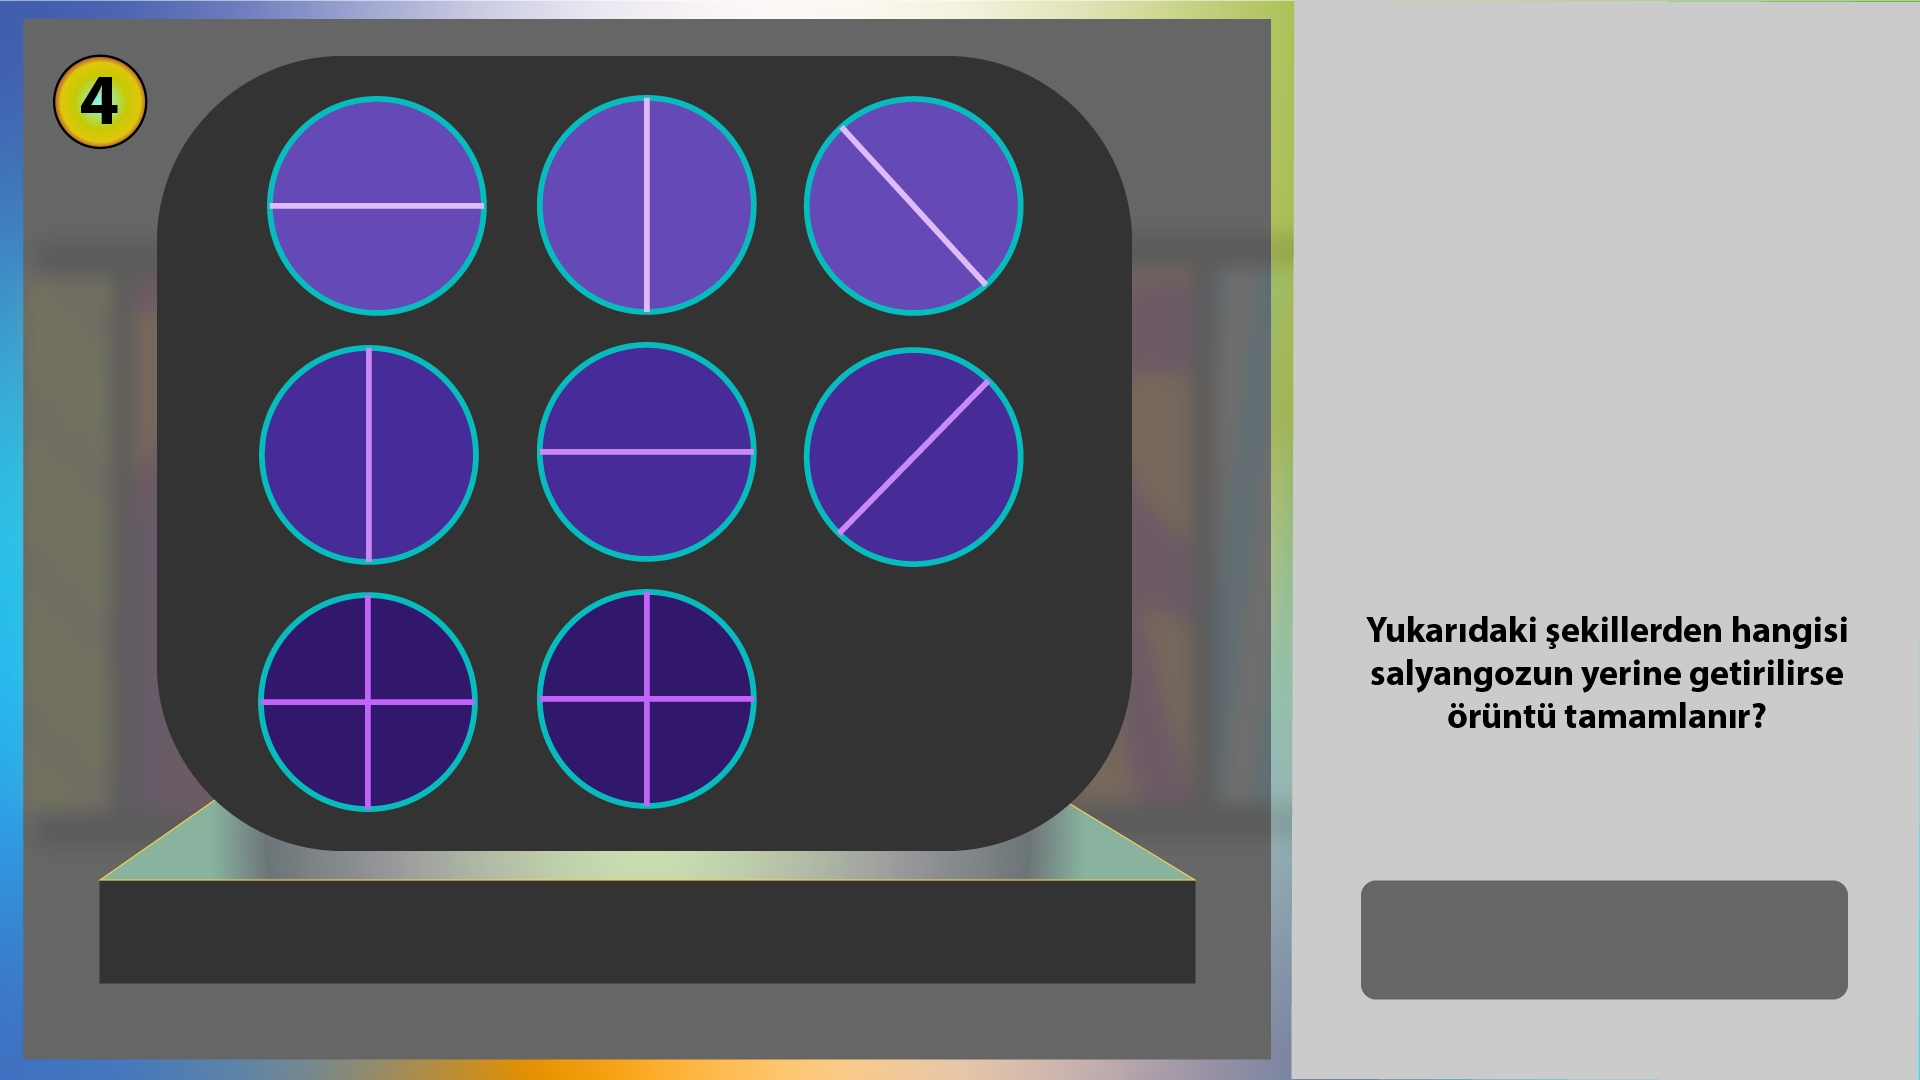 4
Yukarıdaki şekillerden hangisi
salyangozun yerine getirilirse
örüntü tamamlanır?